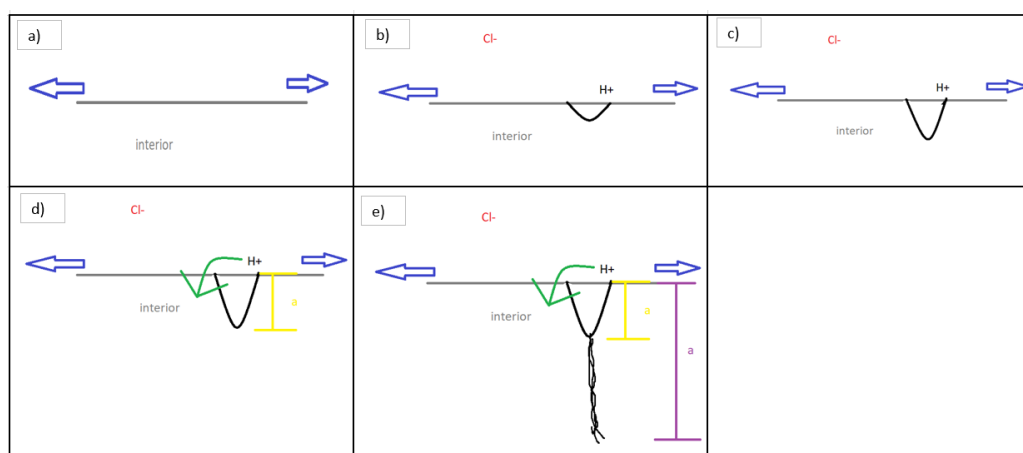 a)
interior
b)
Cl-
H+
interior
c)
Cl-
H+
interior
d)
Cl-
H+
interior
a
e)
Cl-
H+
interior
a
a